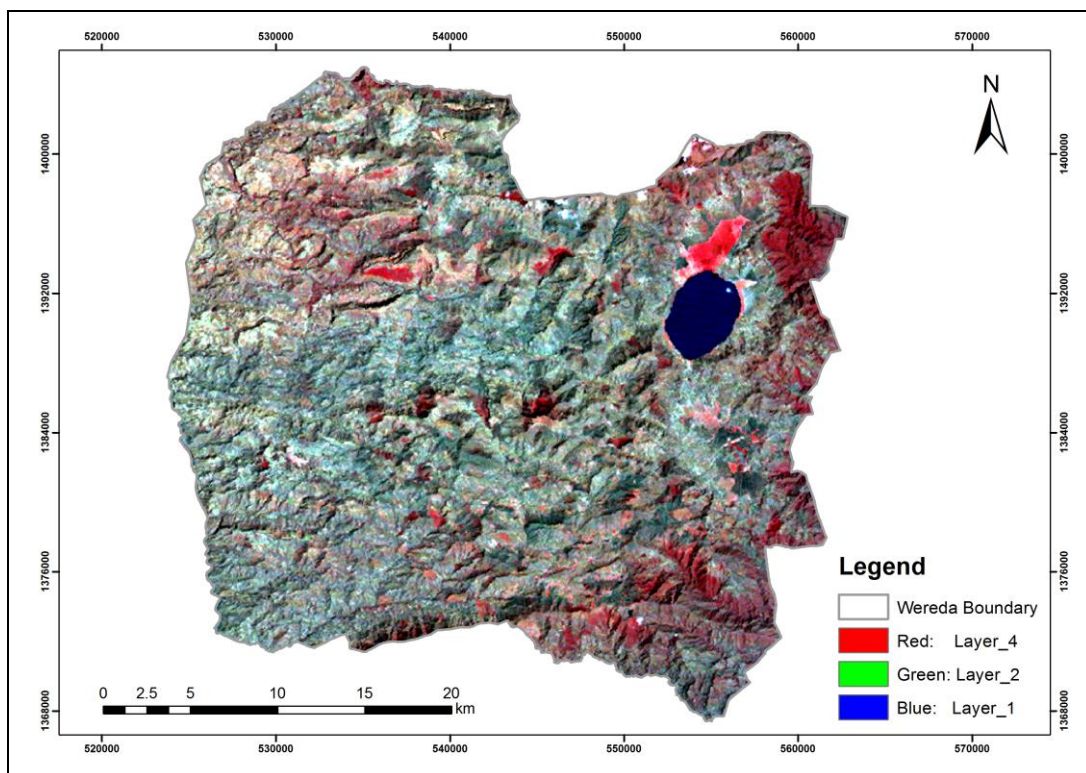 520000 530000 540000 550000 560000 570000
N
1400000 1400000
1392000 1392000
1384000 1384000
1376000 1376000
1368000 1368000
Legend
Wereda Boundary
Red: Layer_4
Green: Layer_2
Blue: Layer_1
0 2.5 5 10 15 20
km
520000 530000 540000 550000 560000 570000